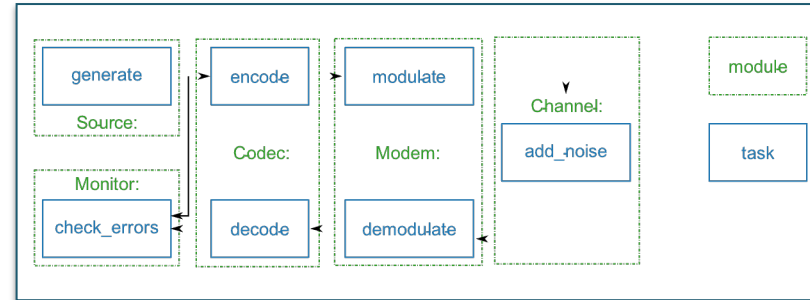 generate
encode
modulate
module
Source:
Channel:
Codec:
Modem:
add_noise
task
Monitor:
check_errors
decode
demodulate